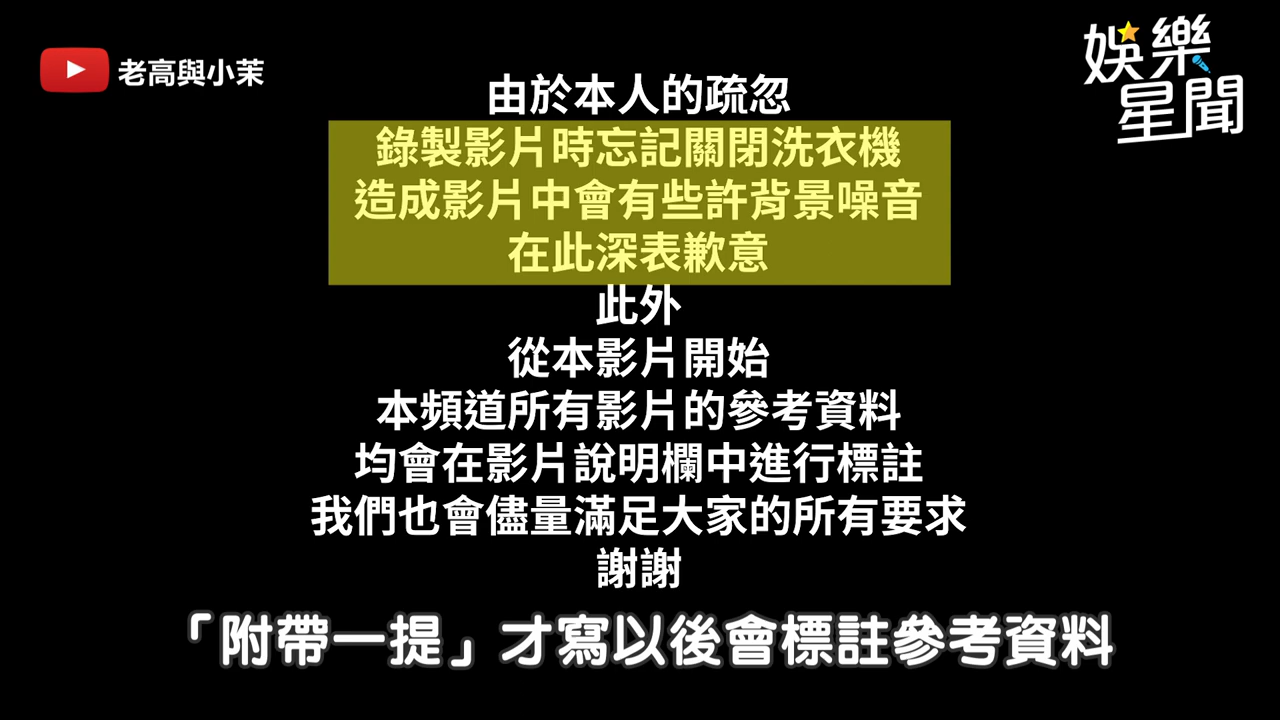 老高與小茉
娛樂
星聞
由於本人的疏忽
錄製影片時忘記關閉洗衣機
造成影片中會有些許背景噪音
在此深表歉意
此外
從本影片開始
本頻道所有影片的參考資料
均會在影片說明欄中進行標註
我們也會儘量滿足大家的所有要求
謝謝
「附帶一提」才寫以後會標註參考資料